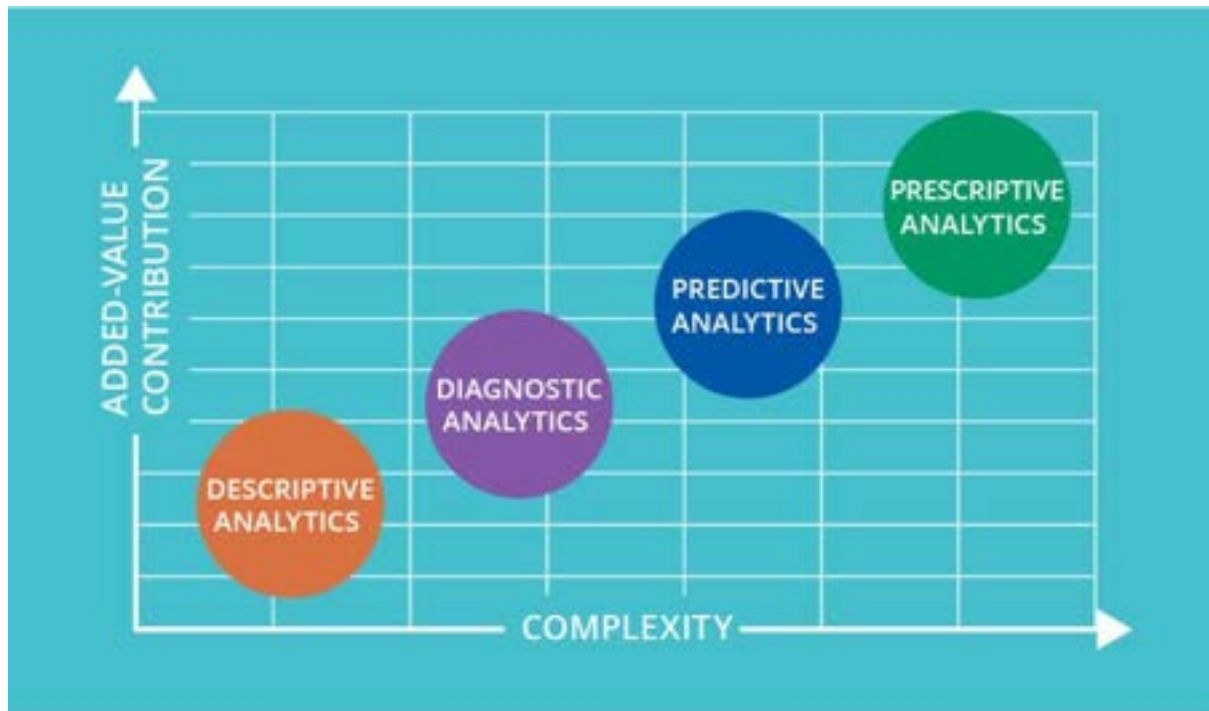 ADDED-VALUE
CONTRIBUTION
PRESCRIPTIVE
ANALYTICS
PREDICTIVE
ANALYTICS
DIAGNOSTIC
ANALYTICS
DESCRIPTIVE
ANALYTICS
COMPLEXITY